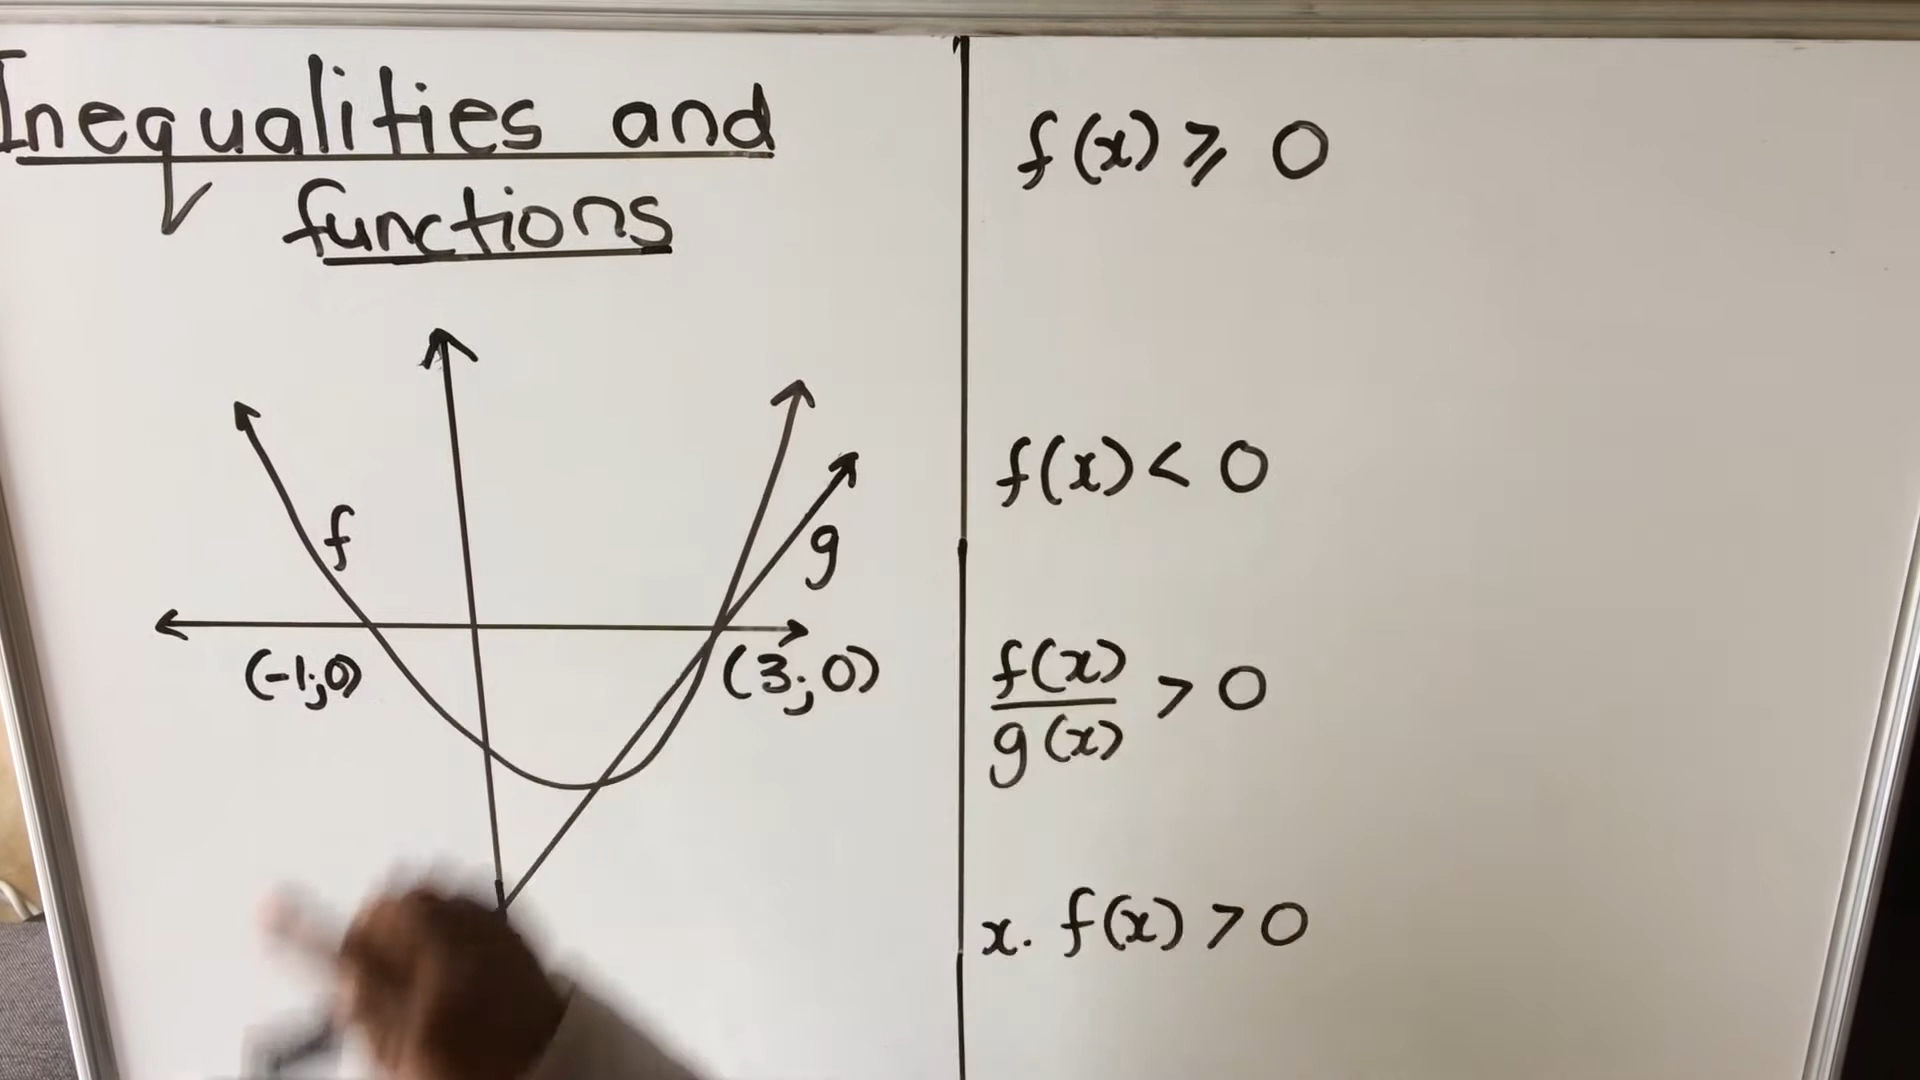 Inequalities and
functions
f
g
(-1;0)
(3;0)
f(x) ⩾ 0
f(x) < 0
f(x)
g(x) > 0
x. f(x) > 0